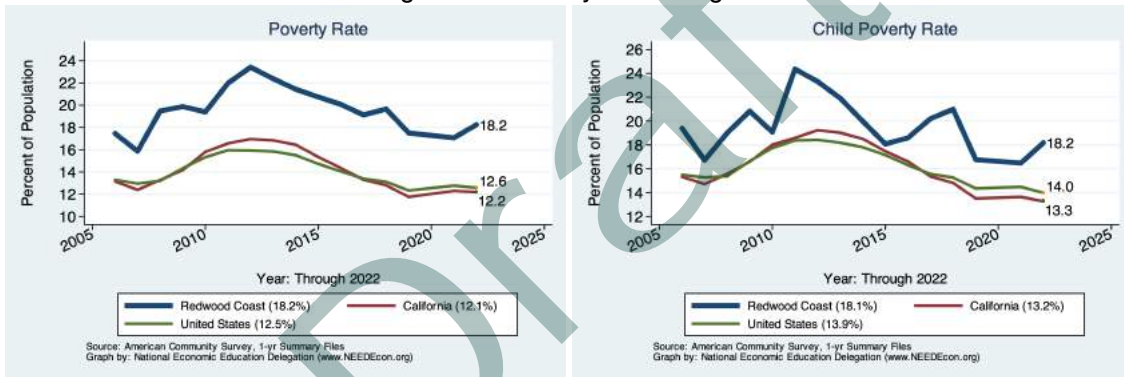 Poverty Rate
Percent of Population
24
22
20
18
16
14
12
10
18.2
12.6
12.2
2005
2010
2015
2020
2025
Year: Through 2022
Redwood Coast (18.2%)
California (12.1%)
United States (12.5%)
Source: American Community Survey, 1-yr Summary Files
Graph by: National Economic Education Delegation (www.NEEDEcon.org)
Child Poverty Rate
Percent of Population
26
24
22
20
18
16
14
12
18.2
14.0
13.3
2005
2010
2015
2020
2025
Year: Through 2022
Redwood Coast (18.1%)
California (13.2%)
United States (13.9%)
Source: American Community Survey, 1-yr Summary Files
Graph by: National Economic Education Delegation (www.NEEDEcon.org)
Draft